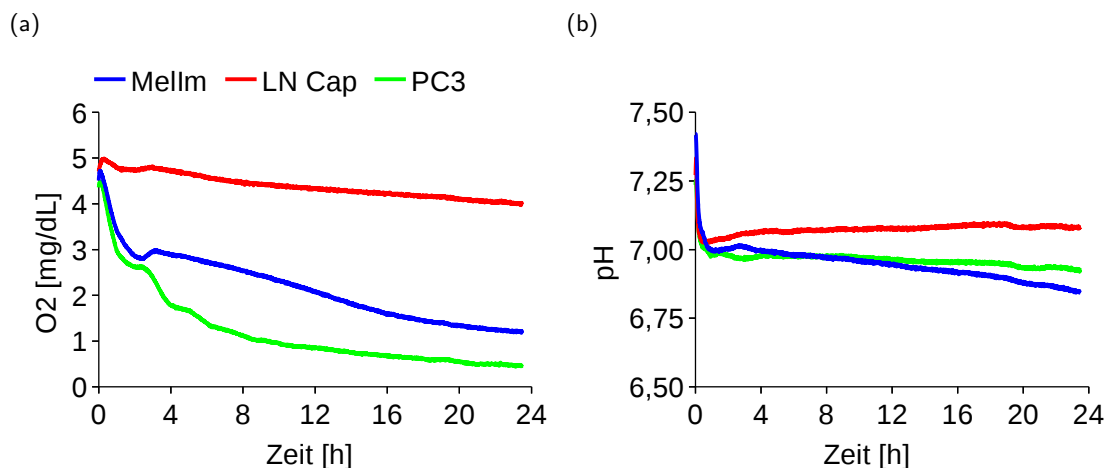 (a)
MelIm LN Cap PC3
O2 [mg/dL]
6
5
4
3
2
1
0
0 4 8 12 16 20 24
Zeit [h]
(b)
pH
7,50
7,25
7,00
6,75
6,50
0 4 8 12 16 20 24
Zeit [h]